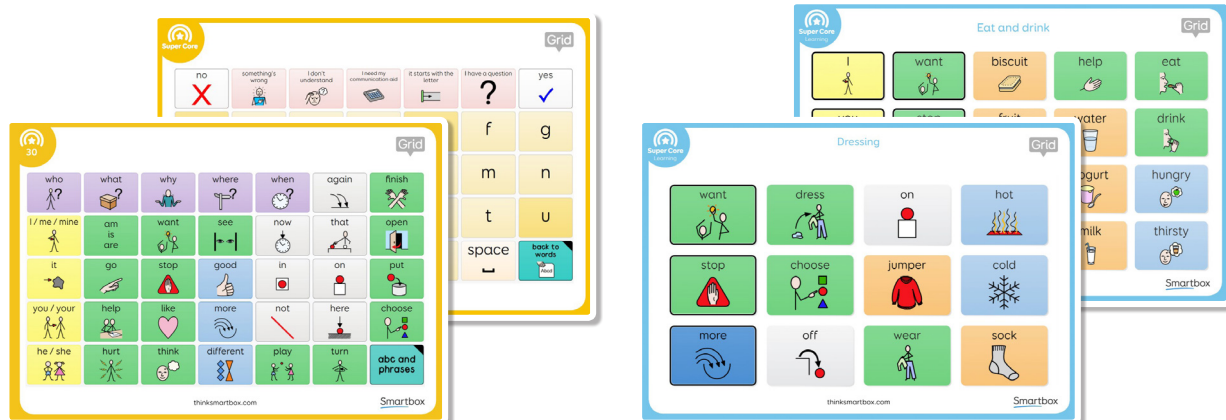 Super Core
Grid
no
something's
wrong
I don't
understand
I need my
communication aid
it starts with the
letter
I have a question
yes
?
f
g
m
n
t
u
space
back to
words
Abcd
30
Grid
who
what
why
where
when
again
finish
I / me / mine
am
is
are
want
see
now
that
open
it
go
stop
good
in
on
put
you / your
help
like
more
not
here
choose
he / she
hurt
think
different
play
turn
abc and
phrases
thinksmartbox.com
Smartbox
Super Core
Learning
Eat and drink
Grid
I
want
biscuit
help
eat
water
drink
hungry
thirsty
Smartbox
Super Core
Learning
Dressing
Grid
want
dress
on
hot
stop
choose
jumper
cold
more
off
wear
sock
thinksmartbox.com
Smartbox